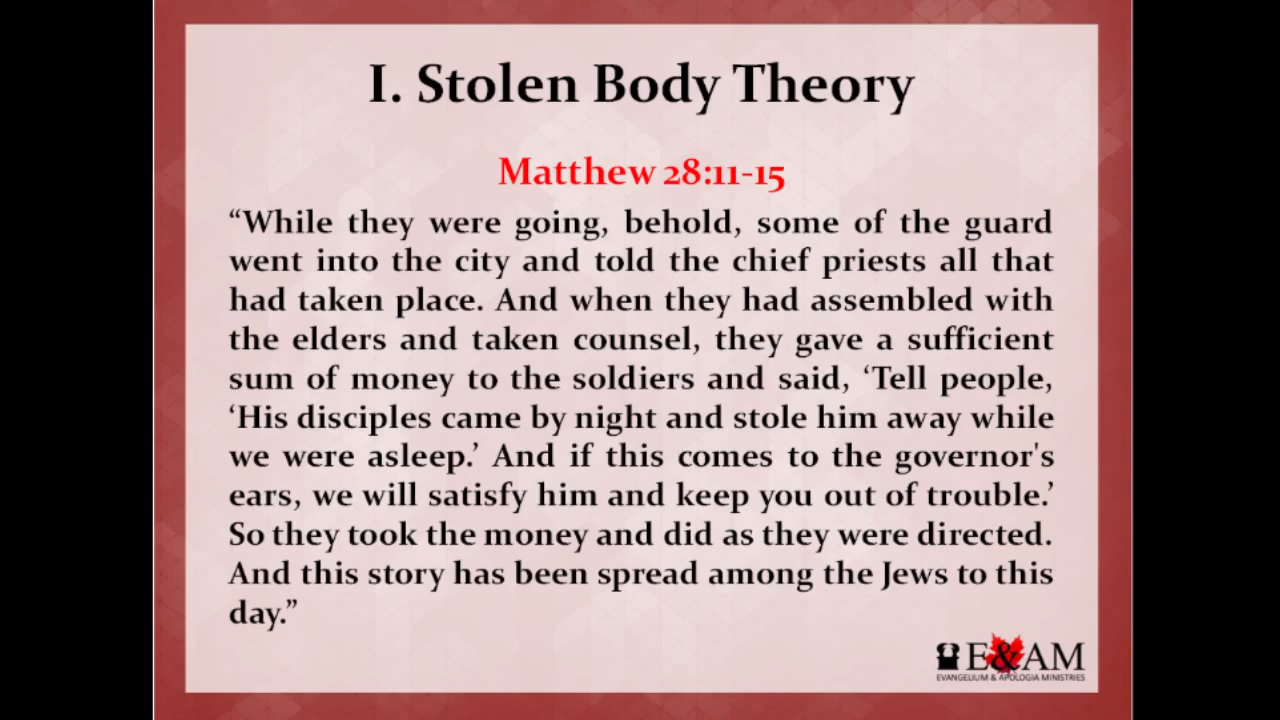 I. Stolen Body Theory
Matthew 28:11-15
“While they were going, behold, some of the guard
went into the city and told the chief priests all that
had taken place. And when they had assembled with
the elders and taken counsel, they gave a sufficient
sum of money to the soldiers and said, ‘Tell people,
‘His disciples came by night and stole him away while
we were asleep.’ And if this comes to the governor's
ears, we will satisfy him and keep you out of trouble.’
So they took the money and did as they were directed.
And this story has been spread among the Jews to this
day.”
E&AM
EVANGELIUM & APOLOGIA MINISTRIES